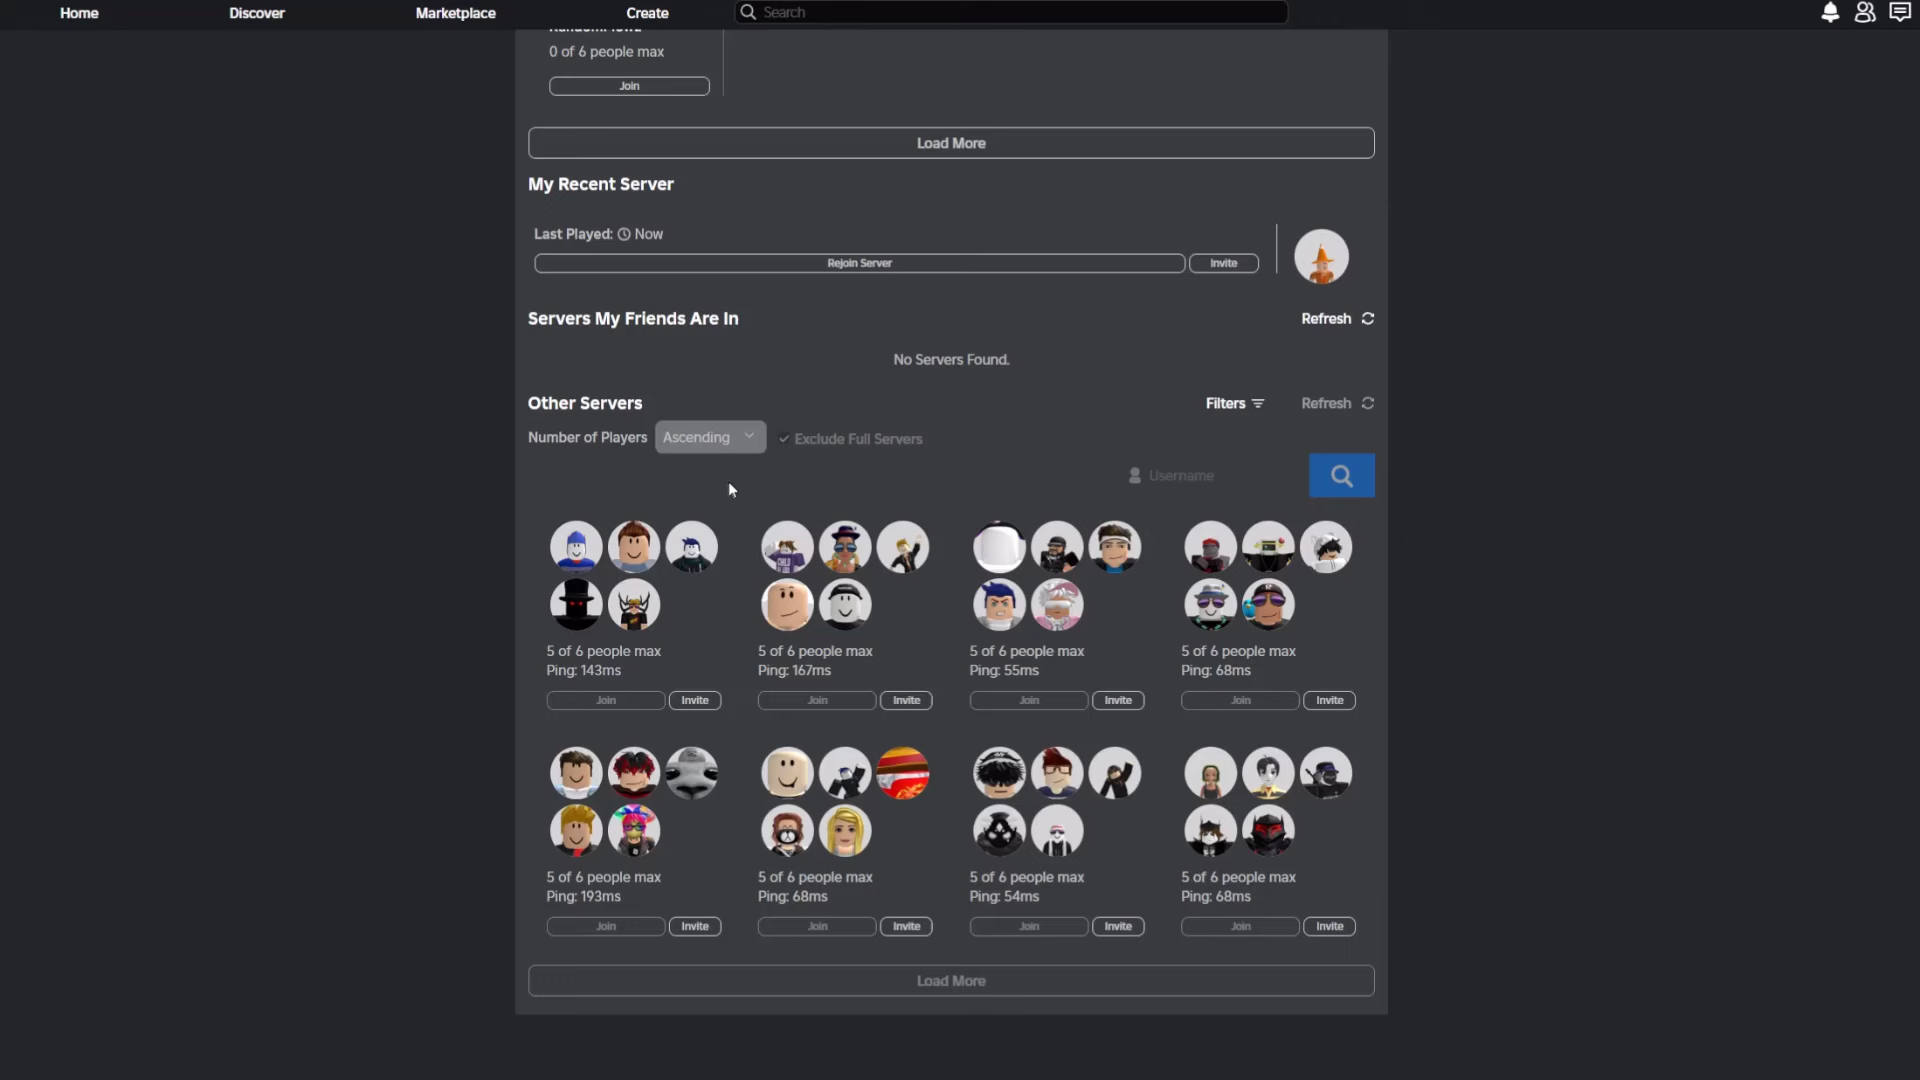 Home Discover Marketplace Create Search
0 of 6 people max
Join
Load More
My Recent Server
Last Played: Now
Rejoin Server Invite
Servers My Friends Are In Refresh
No Servers Found.
Other Servers Filters Refresh
Number of Players Ascending Exclude Full Servers
Username
5 of 6 people max 5 of 6 people max 5 of 6 people max 5 of 6 people max
Ping: 143ms Ping: 167ms Ping: 55ms Ping: 68ms
Join Invite Join Invite Join Invite Join Invite
5 of 6 people max 5 of 6 people max 5 of 6 people max 5 of 6 people max
Ping: 193ms Ping: 68ms Ping: 54ms Ping: 68ms
Join Invite Join Invite Join Invite Join Invite
Load More